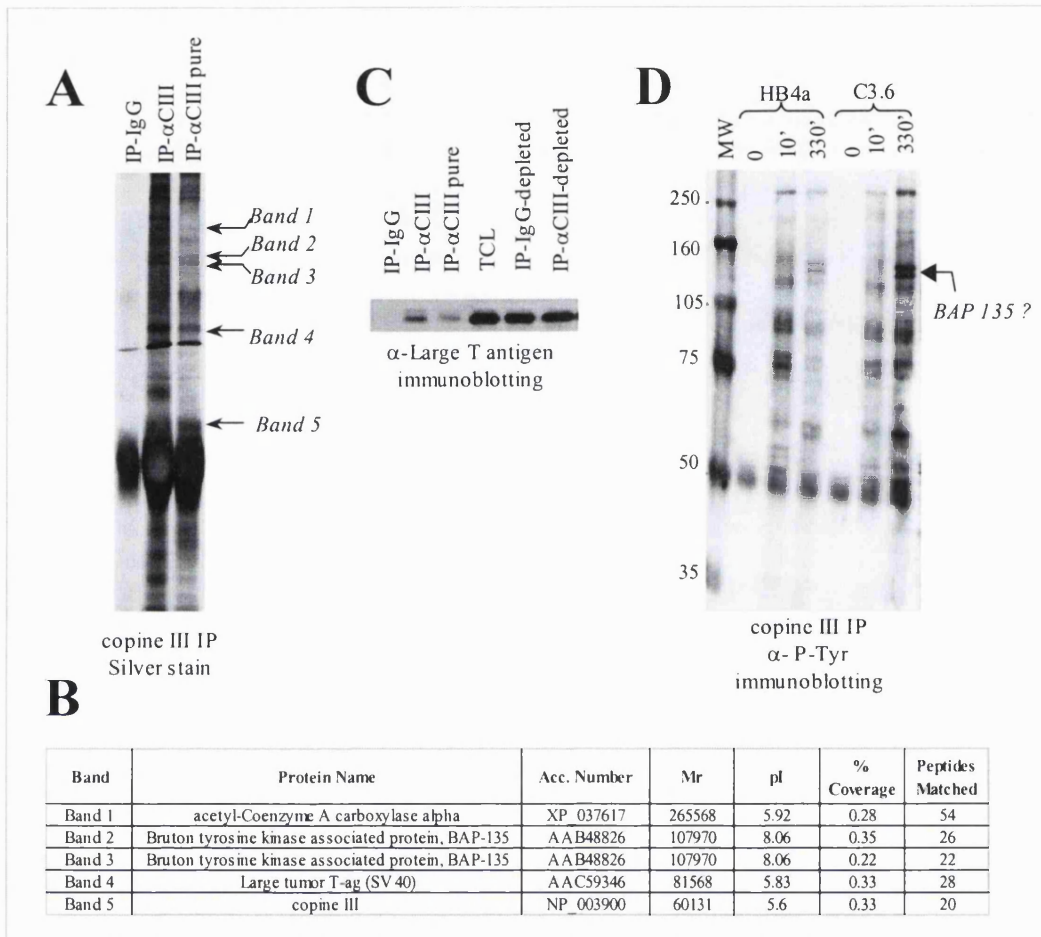 A
IP-IgG
IP-αCIII
IP-αCIII pure
Band 1
Band 2
Band 3
Band 4
Band 5
copine III IP
Silver stain
C
IP-IgG
IP-αCIII
IP-αCIII pure
TCL
IP-IgG-depleted
IP-αCIII-depleted
α-Large T antigen
immunoblotting
D
HB4a
C3.6
MW
0
10'
330'
0
10'
330'
250
160
105
75
50
35
BAP 135 ?
copine III IP
α- P-Tyr
immunoblotting
B
Band Protein Name Acc. Number Mr pI % Coverage Peptides Matched
Band 1 acetyl-Coenzyme A carboxylase alpha XP_037617 265568 5.92 0.28 54
Band 2 Bruton tyrosine kinase associated protein, BAP-135 AAB48826 107970 8.06 0.35 26
Band 3 Bruton tyrosine kinase associated protein, BAP-135 AAB48826 107970 8.06 0.22 22
Band 4 Large tumor T-ag (SV40) AAC59346 81568 5.83 0.33 28
Band 5 copine III NP_003900 60131 5.6 0.33 20